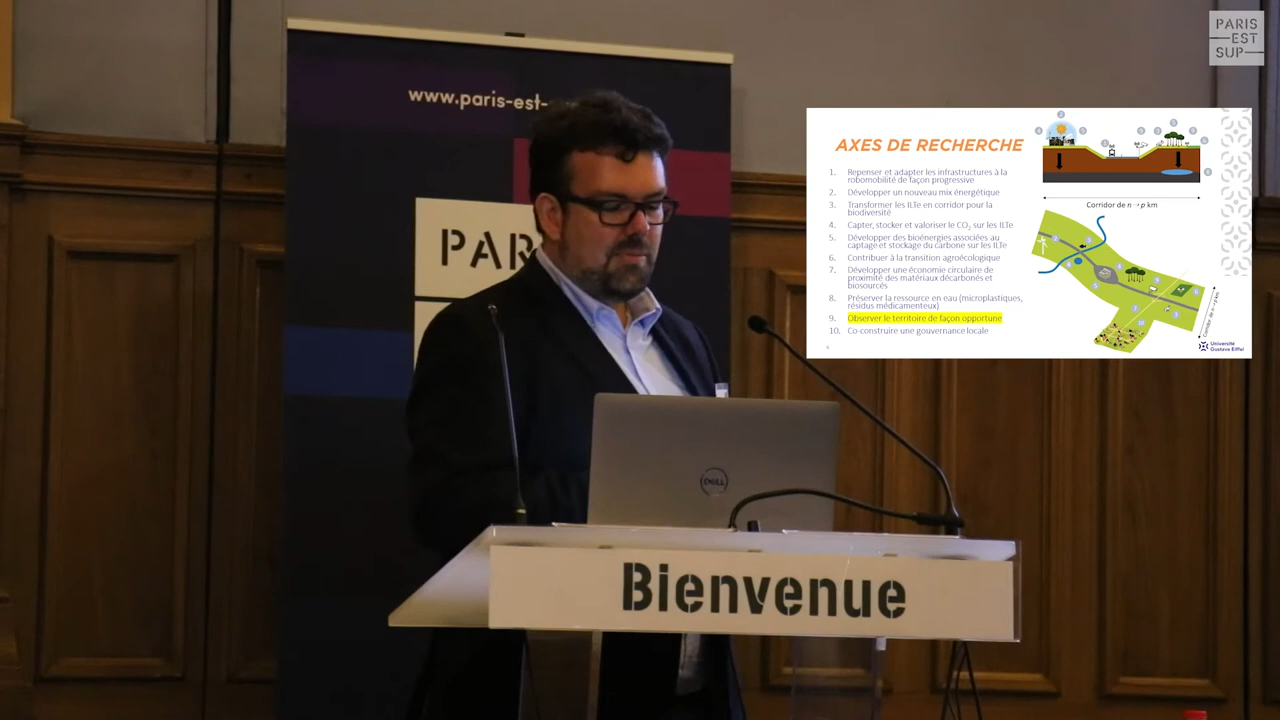 PARIS
EST
SUP
www.paris-est-
PAR
AXES DE RECHERCHE
1. Repenser et adapter les infrastructures à la
robomobilité de façon progressive
2. Développer un nouveau mix énergétique
3. Transformer les ILTe en corridor pour la
biodiversité
4. Capter, stocker et valoriser le CO₂ sur les ILTe
5. Développer des bioénergies associées au
captage et stockage du carbone sur les ILTe
6. Contribuer à la transition agroécologique
7. Développer une économie circulaire de
proximité des matériaux décarbonés et
biosourcés
8. Préserver la ressource en eau (microplastiques,
résidus médicamenteux)
9. Observer le territoire de façon opportune
10. Co-construire une gouvernance locale
Corridor de n → p km
Université
Gustave Eiffel
DELL
Bienvenue